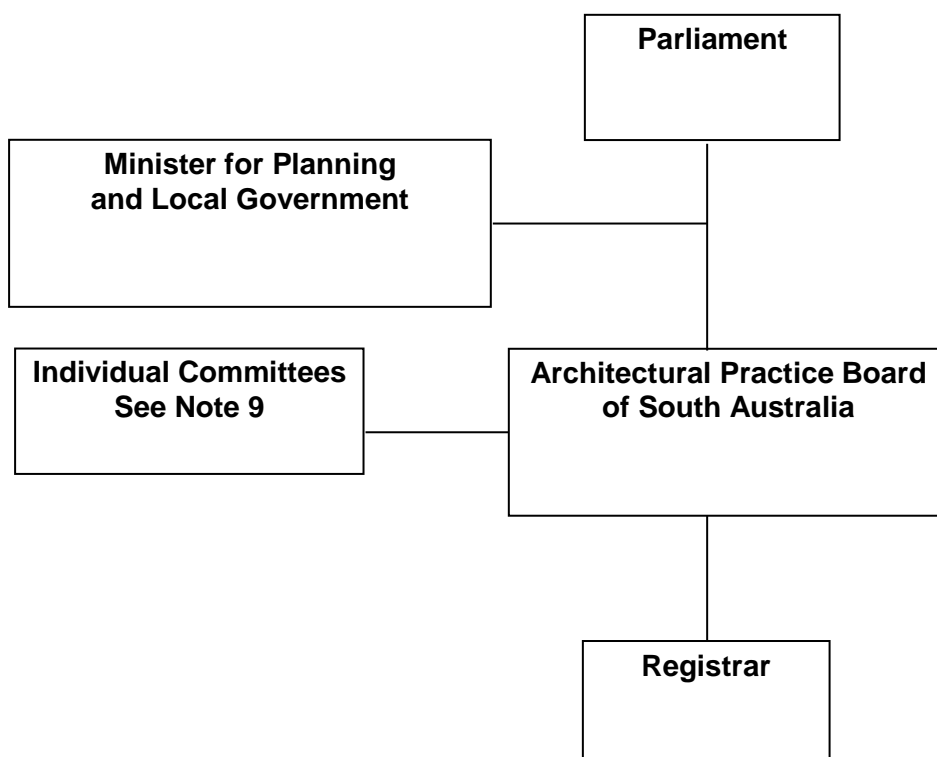 Parliament
Minister for Planning
and Local Government
Individual Committees
See Note 9
Architectural Practice Board
of South Australia
Registrar